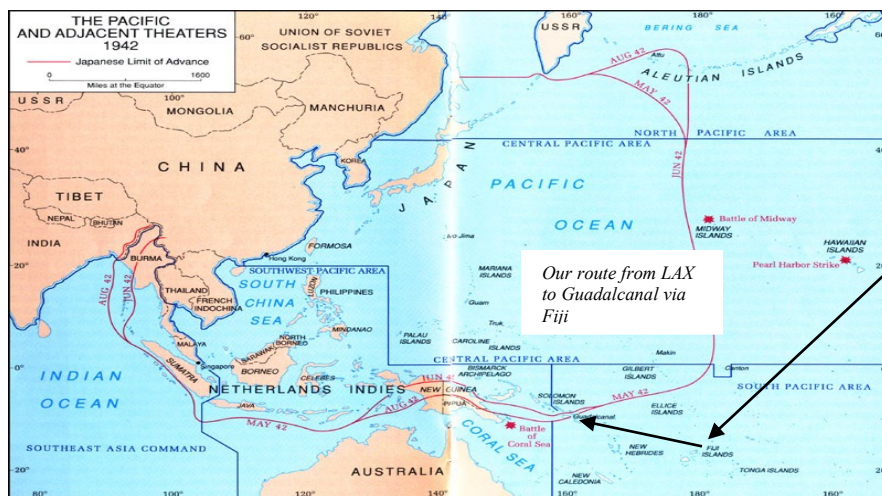 THE PACIFIC
AND ADJACENT THEATERS
1942
Japanese Limit of Advance
0 1600
Miles at the Equator
120°
140°
160°
180°
160°
60°
UNION OF SOVET
SOCIALIST REPUBLICS
USSR
BERING SEA
Attu
ALEUTIAN ISLANDS
AUG 42
MAY 42
USSR
100°
MONGOLIA
MANCHURIA
NORTH PACIFIC AREA
CENTRAL PACIFIC AREA
40°
40°
KOREA
JAPAN
JUN 42
CHINA
TIBET
NEPAL
BHUTAN
INDIA
BURMA
PACIFIC
OCEAN
Battle of Midway
MIDWAY
ISLANDS
HAWAIIAN
ISLANDS
Pearl Harbor Strike
Iwo Jima
FORMOSA
Hong Kong
20°
20°
SOUTHWEST PACIFIC AREA
MARIANA
ISLANDS
Our route from LAX
to Guadalcanal via
Fiji
THAILAND
FRENCH
INDOCHINA
SOUTH
CHINA
SEA
LUZON
PHILIPPINES
MINDANAO
Guam
Truk
AUG 42
JUN 42
PALAU
ISLANDS
CAROLINE
ISLANDS
MALAYA
Singapore
SUMATRA
NORTH
BORNEO
SARAWAK
BORNEO
CELEBES
Makin
CENTRAL PACIFIC AREA
BISMARCK
ARCHIPELAGO
GILBERT
ISLANDS
Canton
SOUTH PACIFIC AREA
0°
0°
INDIAN
OCEAN
NETHERLANDS INDIES
JUN 42
NEW GUINEA
PAPUA
JAVA
AUG 42
MAY 42
SOLOMON
ISLANDS
Guadalcanal
MAY 42
ELLICE
ISLANDS
Battle
of
Coral Sea
CORAL SEA
SOUTHEAST ASIA COMMAND
20°
AUSTRALIA
NEW
HEBRIDES
FIJI
ISLANDS
TONGA ISLANDS
NEW
CALEDONIA
20°
100°
120°
140°
160°
180°
160°